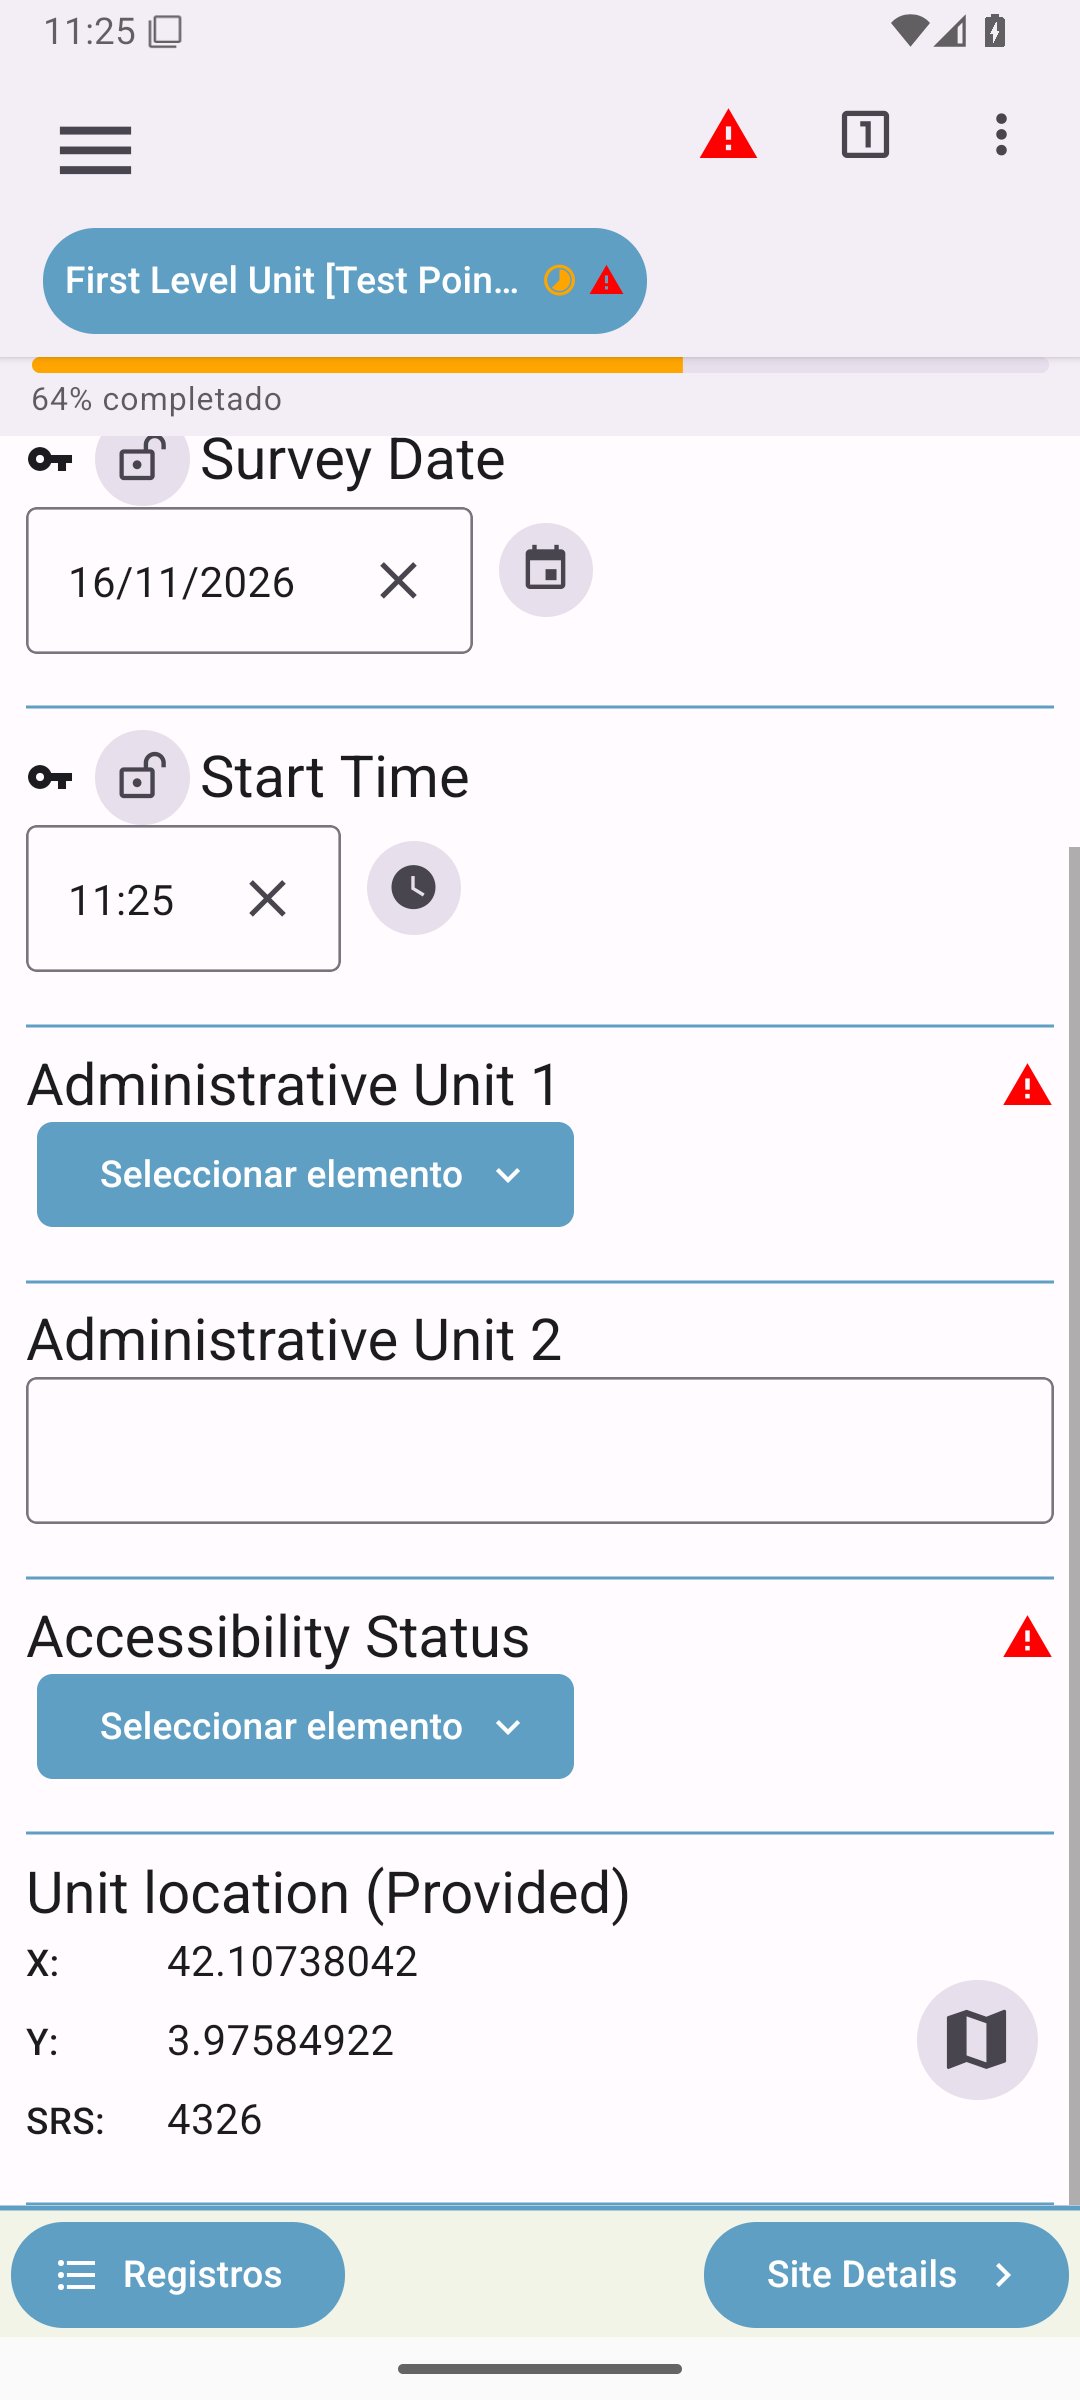 11:25
1
First Level Unit [Test Poin...
64% completado
Survey Date
16/11/2026
Start Time
11:25
Administrative Unit 1
Seleccionar elemento
Administrative Unit 2
Accessibility Status
Seleccionar elemento
Unit location (Provided)
X: 42.10738042
Y: 3.97584922
SRS: 4326
Registros
Site Details